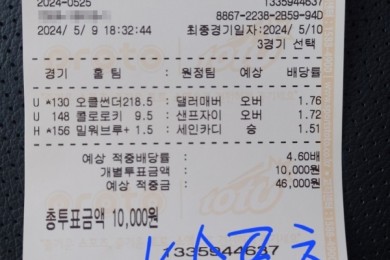 2024-0525 1335944637
8867-2238-2B59-94D
2024/ 5/ 9 18:32:44 최종경기일자:2024/ 5/10
3경기 선택
경기 홈 팀 : 원정팀 예상 배당률
U *130 오클썬더218.5 : 댈러매버 오버 1.76
U 148 콜로로키 9.5 : 샌프자이 오버 1.72
H *156 밀워브루+ 1.5 : 세인카디 승 1.51
예상 적중배당률 : 4.60배
개별투표금액 : 10,000원
예상 적중금 : 46,000원
총투표금액 10,000원
1335944637